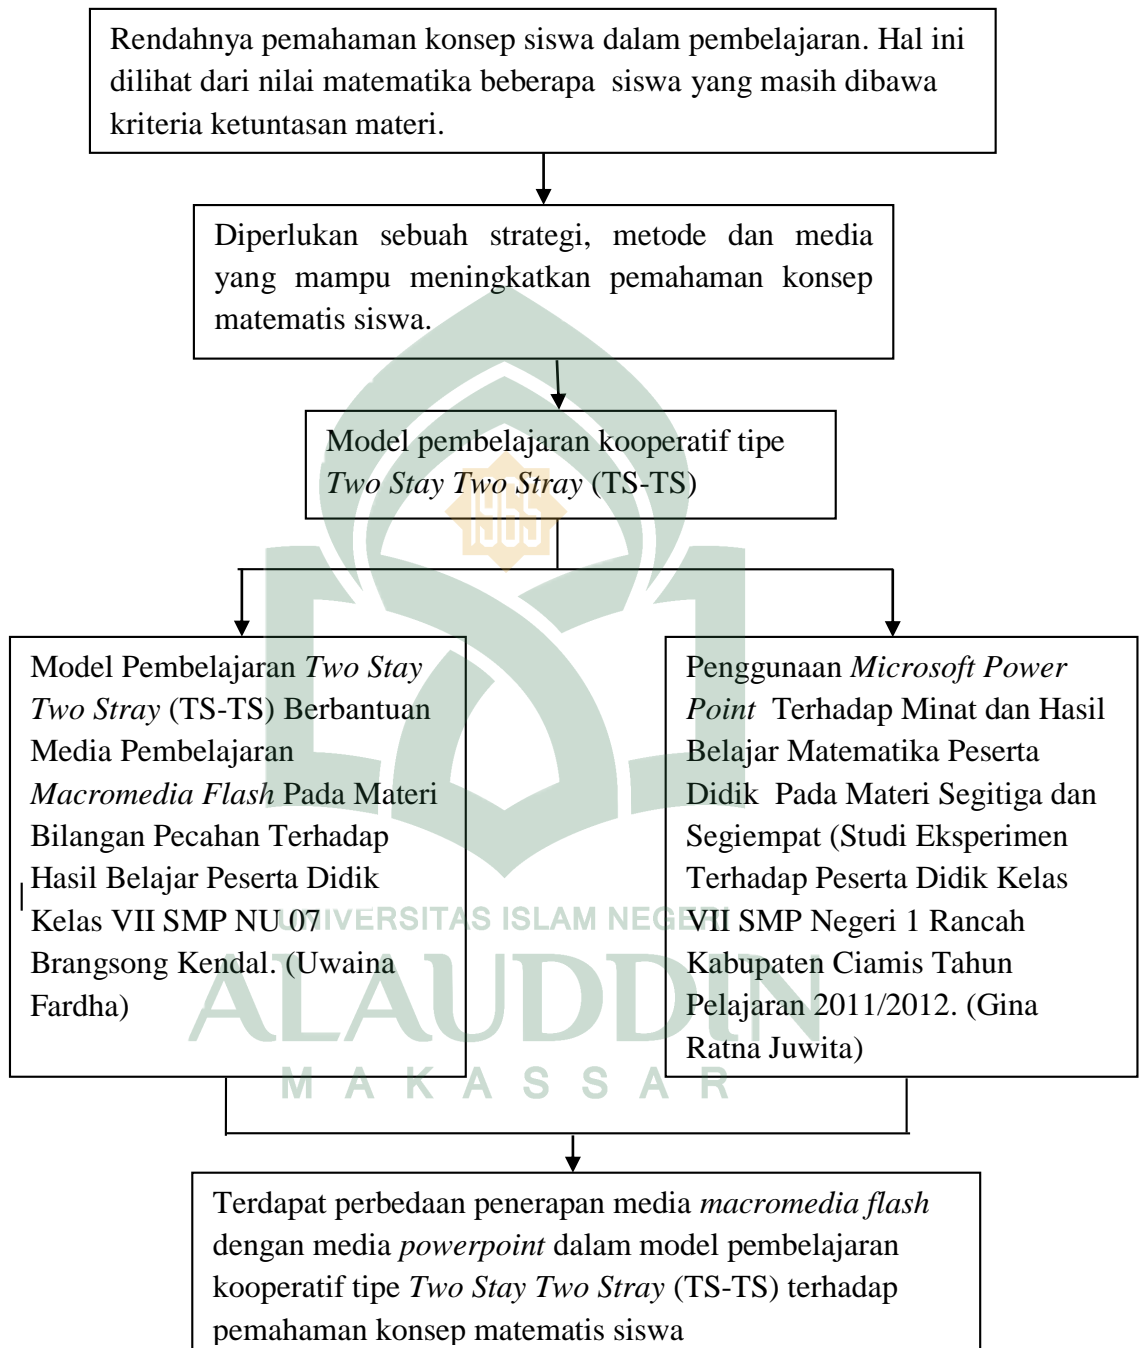 Rendahnya pemahaman konsep siswa dalam pembelajaran. Hal ini
dilihat dari nilai matematika beberapa siswa yang masih dibawa
kriteria ketuntasan materi.
Diperlukan sebuah strategi, metode dan media
yang mampu meningkatkan pemahaman konsep
matematis siswa.
Model pembelajaran kooperatif tipe
Two Stay Two Stray (TS-TS)
1965
Model Pembelajaran Two Stay
Two Stray (TS-TS) Berbantuan
Media Pembelajaran
Macromedia Flash Pada Materi
Bilangan Pecahan Terhadap
Hasil Belajar Peserta Didik
Kelas VII SMP NU 07
Brangsong Kendal. (Uwaina
Fardha)
Penggunaan Microsoft Power
Point Terhadap Minat dan Hasil
Belajar Matematika Peserta
Didik Pada Materi Segitiga dan
Segiempat (Studi Eksperimen
Terhadap Peserta Didik Kelas
VII SMP Negeri 1 Rancah
Kabupaten Ciamis Tahun
Pelajaran 2011/2012. (Gina
Ratna Juwita)
UNIVERSITAS ISLAM NEGERI
ALAUDDIN
MAKASSAR
Terdapat perbedaan penerapan media macromedia flash
dengan media powerpoint dalam model pembelajaran
kooperatif tipe Two Stay Two Stray (TS-TS) terhadap
pemahaman konsep matematis siswa